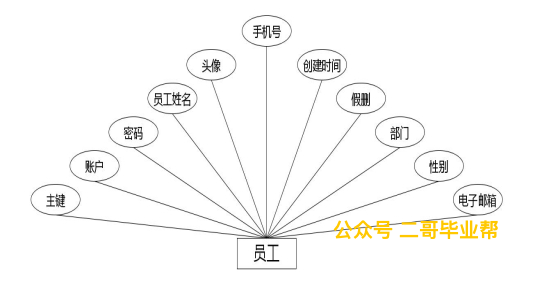 手机号
头像
创建时间
员工姓名
假删
密码
部门
账户
性别
主键
电子邮箱
公众号 二哥毕业帮
员工